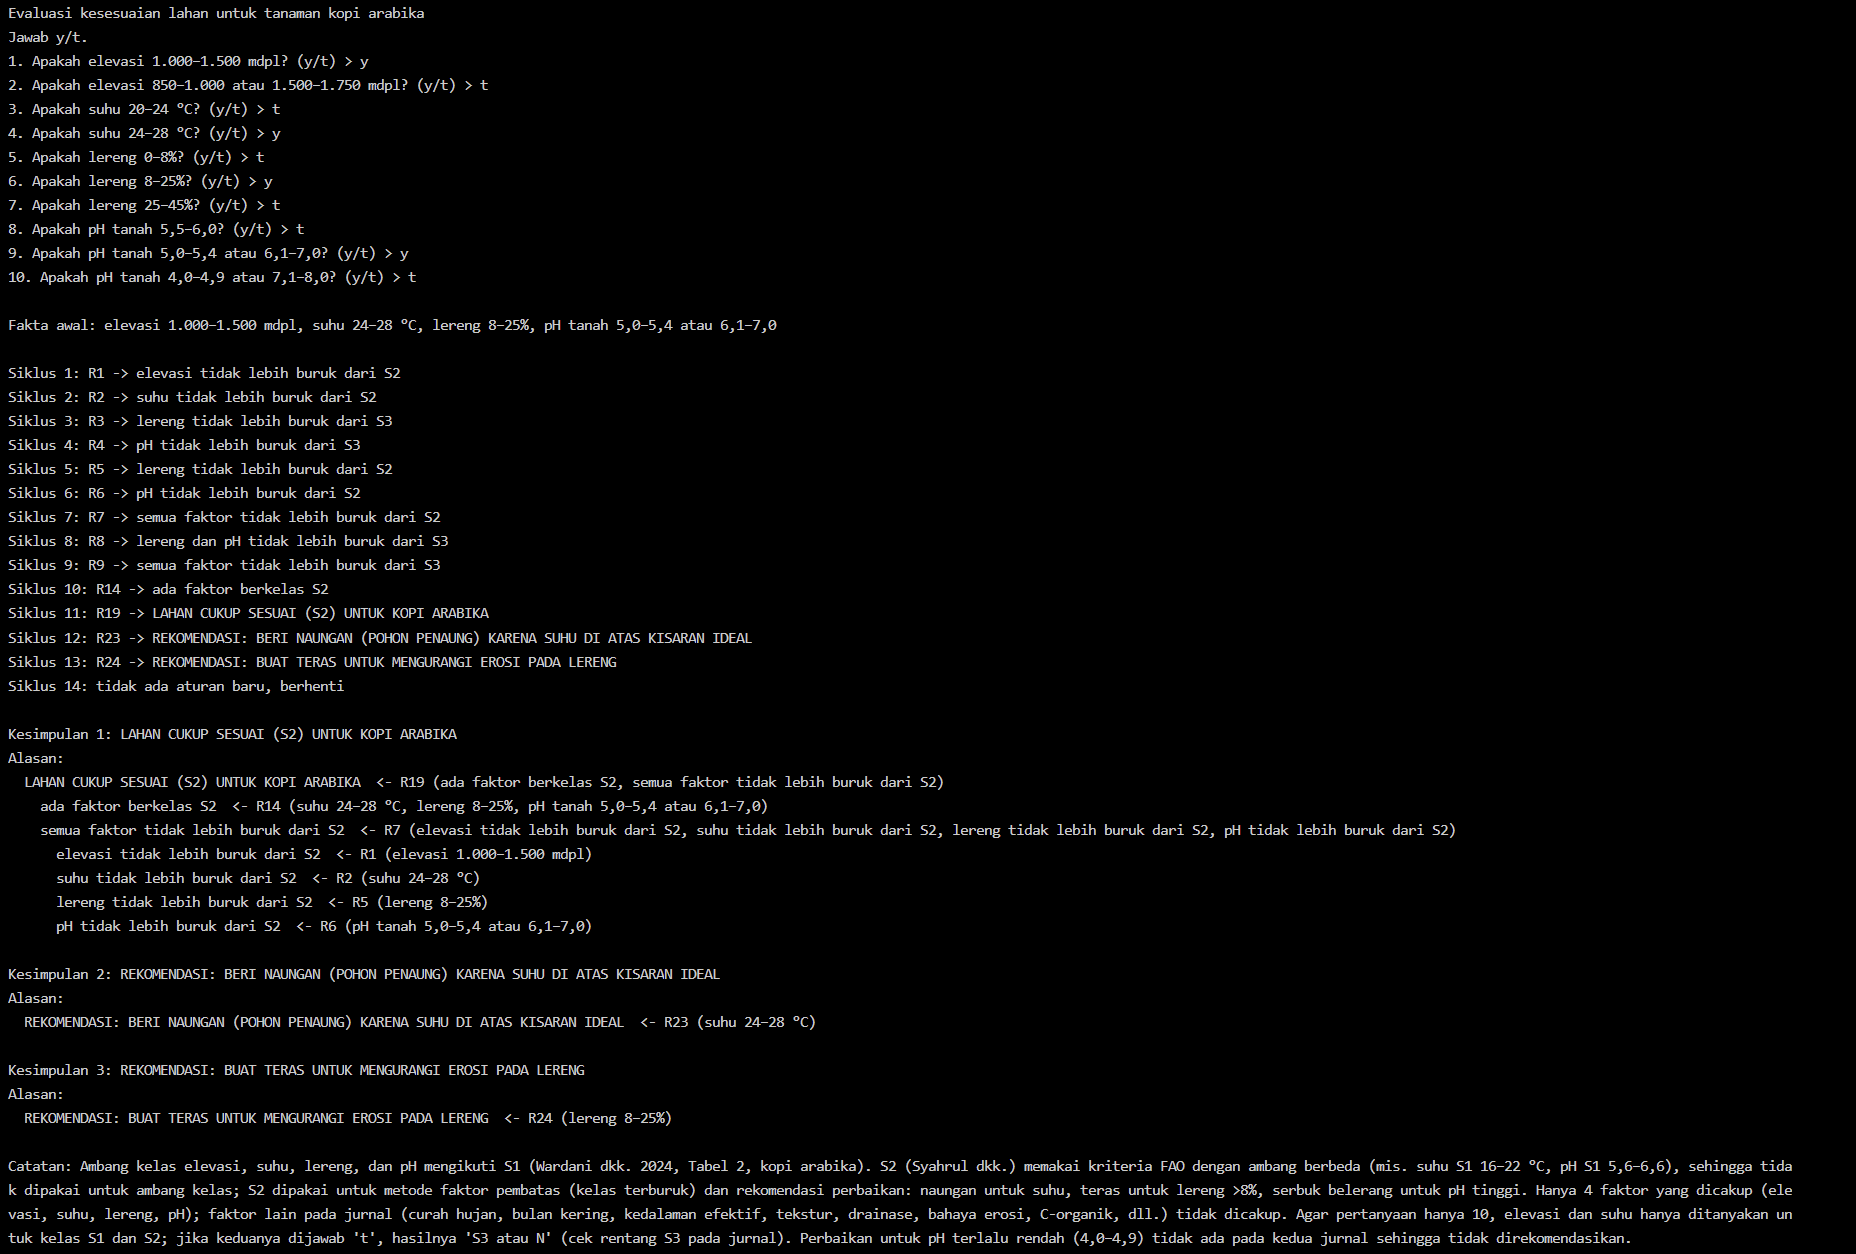 Evaluasi kesesuaian lahan untuk tanaman kopi arabika
Jawab y/t.
1. Apakah elevasi 1.000–1.500 mdpl? (y/t) > y
2. Apakah elevasi 850–1.000 atau 1.500–1.750 mdpl? (y/t) > t
3. Apakah suhu 20–24 °C? (y/t) > t
4. Apakah suhu 24–28 °C? (y/t) > y
5. Apakah lereng 0–8%? (y/t) > t
6. Apakah lereng 8–25%? (y/t) > y
7. Apakah lereng 25–45%? (y/t) > t
8. Apakah pH tanah 5,5–6,0? (y/t) > t
9. Apakah pH tanah 5,0–5,4 atau 6,1–7,0? (y/t) > y
10. Apakah pH tanah 4,0–4,9 atau 7,1–8,0? (y/t) > t

Fakta awal: elevasi 1.000–1.500 mdpl, suhu 24–28 °C, lereng 8–25%, pH tanah 5,0–5,4 atau 6,1–7,0

Siklus 1: R1 -> elevasi tidak lebih buruk dari S2
Siklus 2: R2 -> suhu tidak lebih buruk dari S2
Siklus 3: R3 -> lereng tidak lebih buruk dari S3
Siklus 4: R4 -> pH tidak lebih buruk dari S3
Siklus 5: R5 -> lereng tidak lebih buruk dari S2
Siklus 6: R6 -> pH tidak lebih buruk dari S2
Siklus 7: R7 -> semua faktor tidak lebih buruk dari S2
Siklus 8: R8 -> lereng dan pH tidak lebih buruk dari S3
Siklus 9: R9 -> semua faktor tidak lebih buruk dari S3
Siklus 10: R14 -> ada faktor berkelas S2
Siklus 11: R19 -> LAHAN CUKUP SESUAI (S2) UNTUK KOPI ARABIKA
Siklus 12: R23 -> REKOMENDASI: BERI NAUNGAN (POHON PENAUNG) KARENA SUHU DI ATAS KISARAN IDEAL
Siklus 13: R24 -> REKOMENDASI: BUAT TERAS UNTUK MENGURANGI EROSI PADA LERENG
Siklus 14: tidak ada aturan baru, berhenti

Kesimpulan 1: LAHAN CUKUP SESUAI (S2) UNTUK KOPI ARABIKA
Alasan:
  LAHAN CUKUP SESUAI (S2) UNTUK KOPI ARABIKA  <- R19 (ada faktor berkelas S2, semua faktor tidak lebih buruk dari S2)
    ada faktor berkelas S2  <- R14 (suhu 24–28 °C, lereng 8–25%, pH tanah 5,0–5,4 atau 6,1–7,0)
    semua faktor tidak lebih buruk dari S2  <- R7 (elevasi tidak lebih buruk dari S2, suhu tidak lebih buruk dari S2, lereng tidak lebih buruk dari S2, pH tidak lebih buruk dari S2)
      elevasi tidak lebih buruk dari S2  <- R1 (elevasi 1.000–1.500 mdpl)
      suhu tidak lebih buruk dari S2  <- R2 (suhu 24–28 °C)
      lereng tidak lebih buruk dari S2  <- R5 (lereng 8–25%)
      pH tidak lebih buruk dari S2  <- R6 (pH tanah 5,0–5,4 atau 6,1–7,0)

Kesimpulan 2: REKOMENDASI: BERI NAUNGAN (POHON PENAUNG) KARENA SUHU DI ATAS KISARAN IDEAL
Alasan:
  REKOMENDASI: BERI NAUNGAN (POHON PENAUNG) KARENA SUHU DI ATAS KISARAN IDEAL  <- R23 (suhu 24–28 °C)

Kesimpulan 3: REKOMENDASI: BUAT TERAS UNTUK MENGURANGI EROSI PADA LERENG
Alasan:
  REKOMENDASI: BUAT TERAS UNTUK MENGURANGI EROSI PADA LERENG  <- R24 (lereng 8–25%)

Catatan: Ambang kelas elevasi, suhu, lereng, dan pH mengikuti S1 (Wardani dkk. 2024, Tabel 2, kopi arabika). S2 (Syahrul dkk.) memakai kriteria FAO dengan ambang berbeda (mis. suhu S1 16–22 °C, pH S1 5,6–6,6), sehingga tida
k dipakai untuk ambang kelas; S2 dipakai untuk metode faktor pembatas (kelas terburuk) dan rekomendasi perbaikan: naungan untuk suhu, teras untuk lereng >8%, serbuk belerang untuk pH tinggi. Hanya 4 faktor yang dicakup (ele
vasi, suhu, lereng, pH); faktor lain pada jurnal (curah hujan, bulan kering, kedalaman efektif, tekstur, drainase, bahaya erosi, C-organik, dll.) tidak dicakup. Agar pertanyaan hanya 10, elevasi dan suhu hanya ditanyakan un
tuk kelas S1 dan S2; jika keduanya dijawab 't', hasilnya 'S3 atau N' (cek rentang S3 pada jurnal). Perbaikan untuk pH terlalu rendah (4,0–4,9) tidak ada pada kedua jurnal sehingga tidak direkomendasikan.